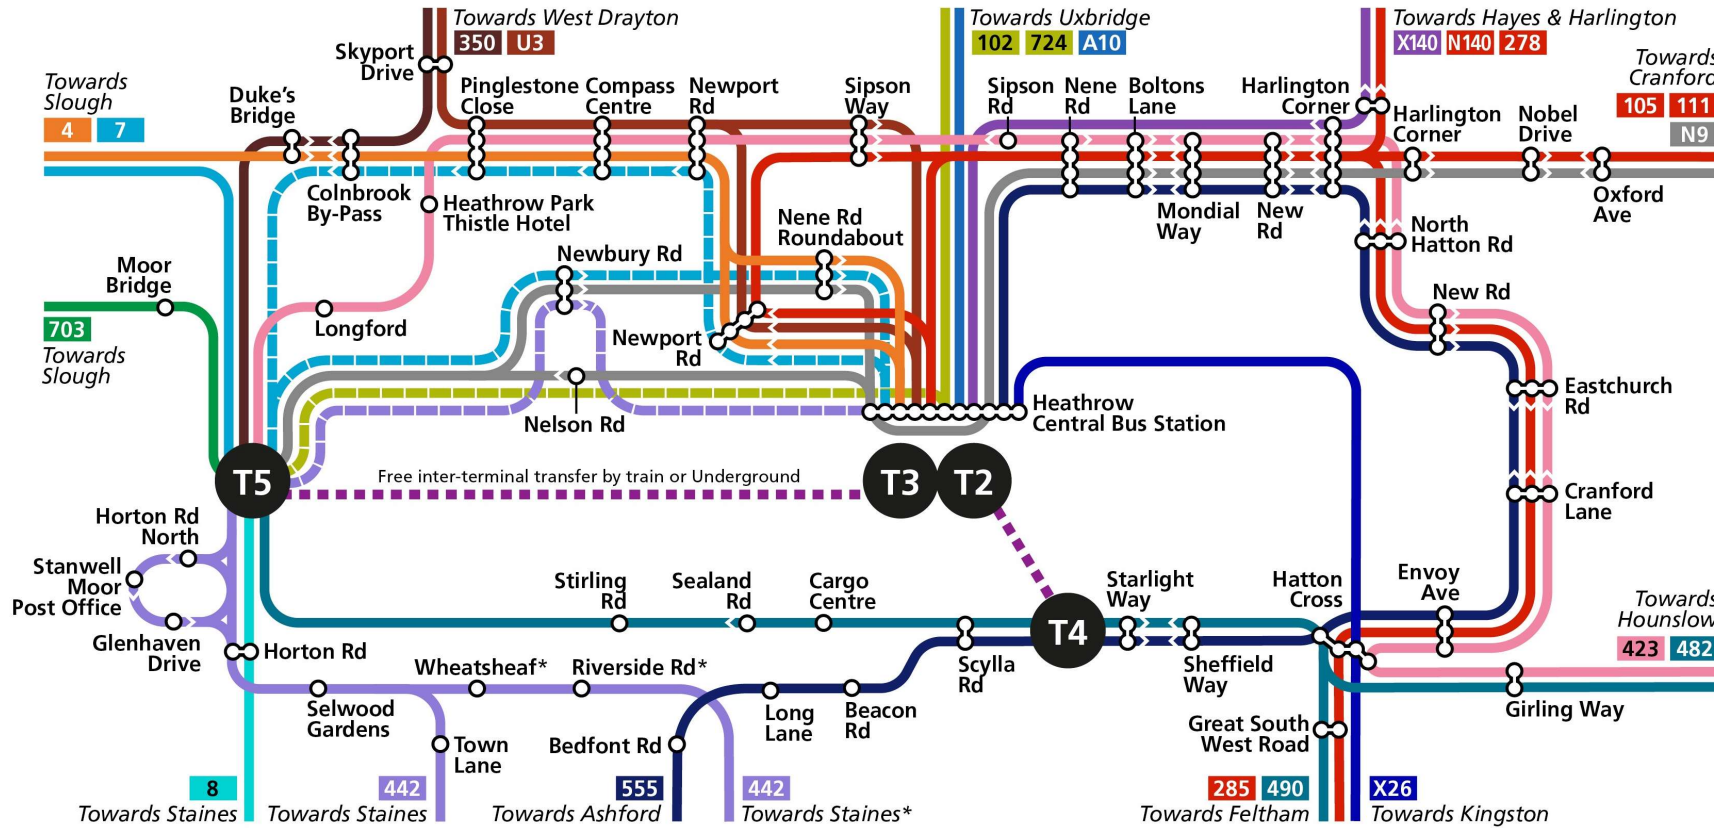 Towards West Drayton
350 U3
Towards Uxbridge
102 724 A10
Towards Hayes & Harlington
X140 N140 278
Towards
Cranford
105 111
N9
Skyport
Drive
Towards
Slough
4 7
Duke's
Bridge
Pinglestone
Close
Compass
Centre
Newport
Rd
Sipson
Way
Sipson
Rd
Nene
Rd
Boltons
Lane
Harlington
Corner
Harlington
Corner
Nobel
Drive
Oxford
Ave
Colnbrook
By-Pass
Heathrow Park
Thistle Hotel
Mondial
Way
New
Rd
North
Hatton Rd
Nene Rd
Roundabout
Newbury Rd
Moor
Bridge
703
Towards
Slough
Longford
Newport
Rd
New Rd
Nelson Rd
Heathrow
Central Bus Station
Eastchurch
Rd
T5
Free inter-terminal transfer by train or Underground
T3
T2
Cranford
Lane
Horton Rd
North
Stanwell
Moor
Post Office
Glenhaven
Drive
Horton Rd
Stirling
Rd
Sealand
Rd
Cargo
Centre
T4
Starlight
Way
Hatton
Cross
Envoy
Ave
Towards
Hounslow
423 482
Scylla
Rd
Sheffield
Way
Wheatsheaf*
Riverside Rd*
Selwood
Gardens
Town
Lane
Bedfont Rd
Long
Lane
Beacon
Rd
Great South
West Road
Girling Way
8
Towards Staines
442
Towards Staines
555
Towards Ashford
442
Towards Staines*
285 490
Towards Feltham
X26
Towards Kingston